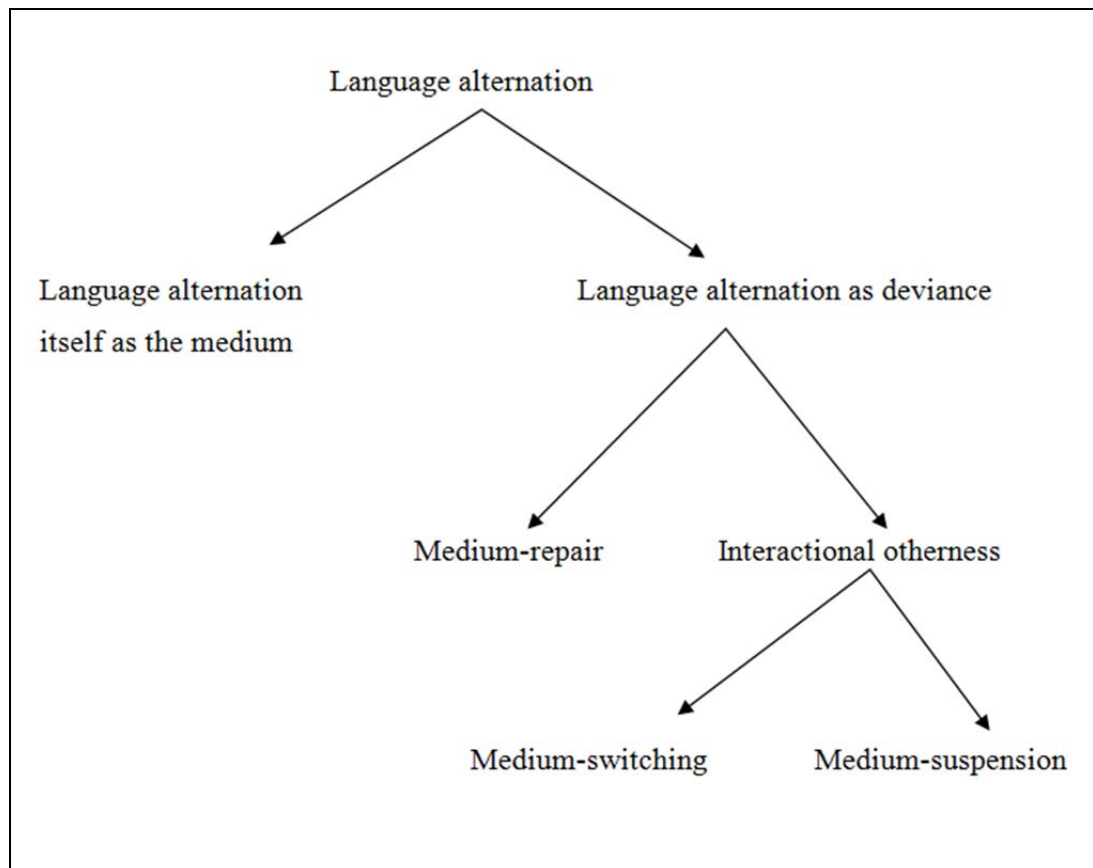 Language alternation
Language alternation
itself as the medium
Language alternation as deviance
Medium-repair
Interactional otherness
Medium-switching
Medium-suspension